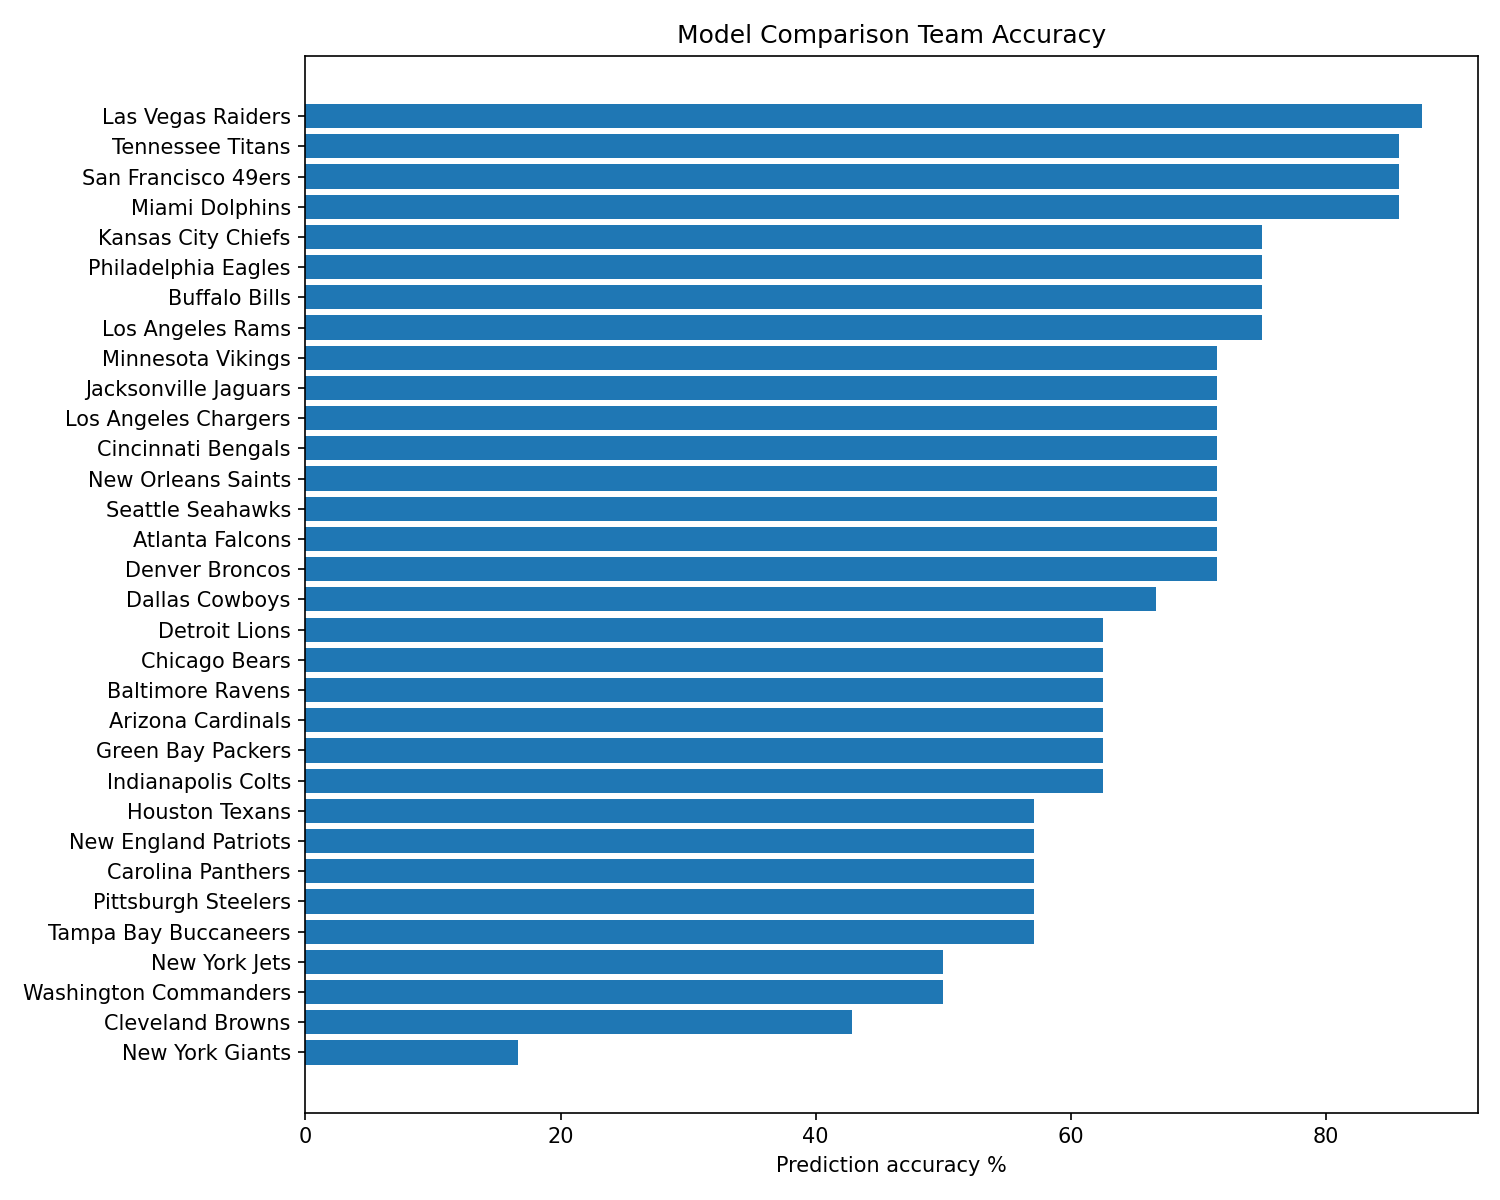 Model Comparison Team Accuracy
Las Vegas Raiders
Tennessee Titans
San Francisco 49ers
Miami Dolphins
Kansas City Chiefs
Philadelphia Eagles
Buffalo Bills
Los Angeles Rams
Minnesota Vikings
Jacksonville Jaguars
Los Angeles Chargers
Cincinnati Bengals
New Orleans Saints
Seattle Seahawks
Atlanta Falcons
Denver Broncos
Dallas Cowboys
Detroit Lions
Chicago Bears
Baltimore Ravens
Arizona Cardinals
Green Bay Packers
Indianapolis Colts
Houston Texans
New England Patriots
Carolina Panthers
Pittsburgh Steelers
Tampa Bay Buccaneers
New York Jets
Washington Commanders
Cleveland Browns
New York Giants
0 20 40 60 80
Prediction accuracy %